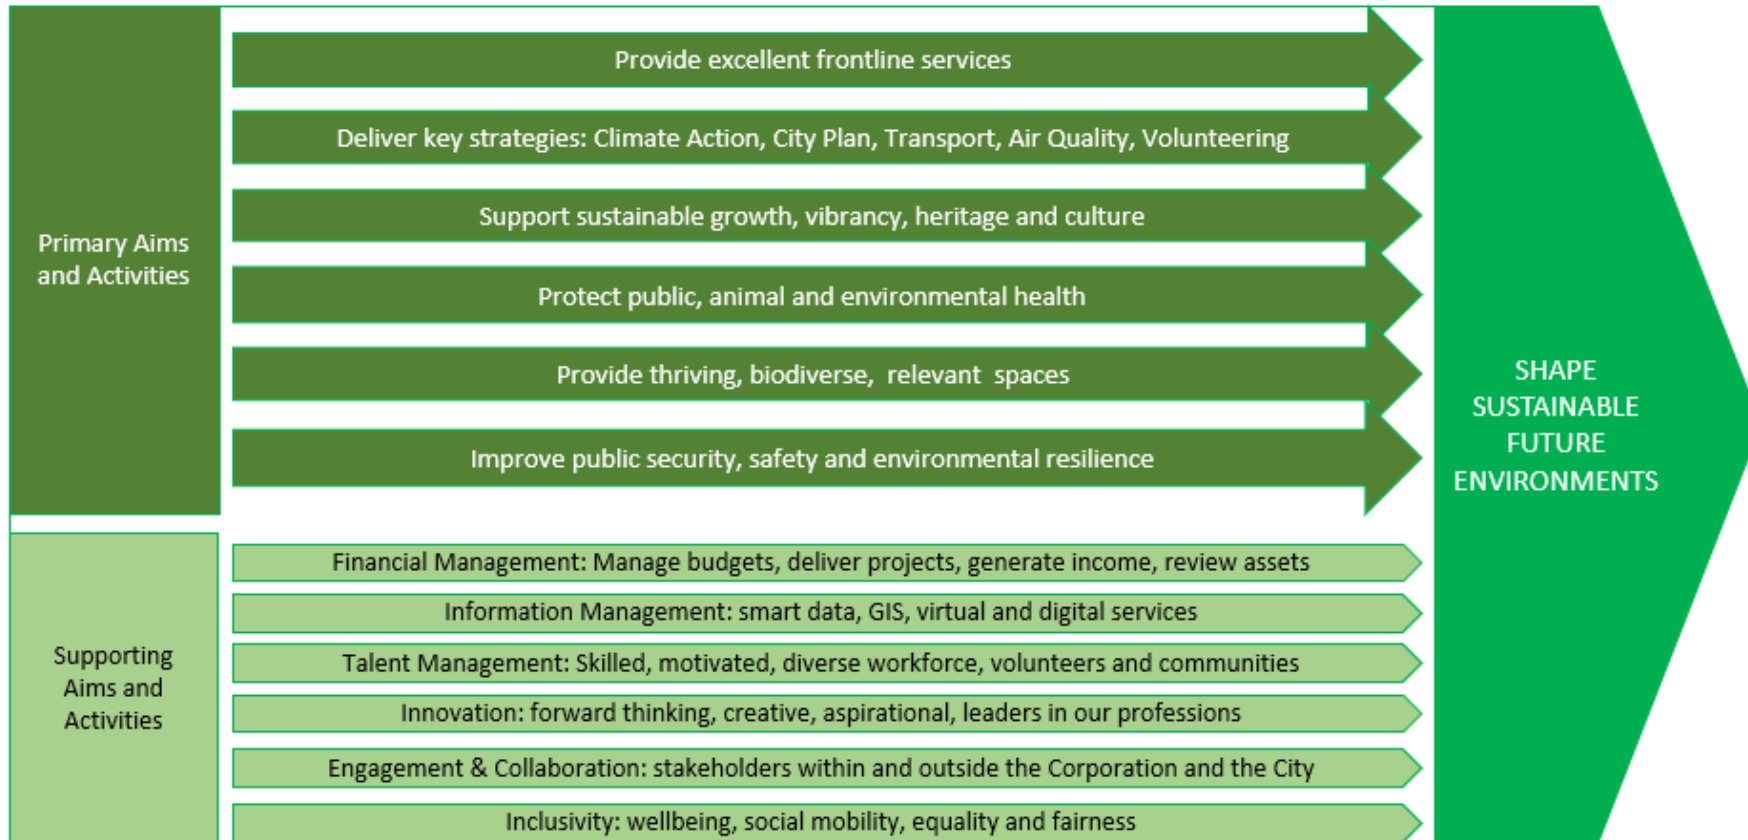 Primary Aims
and Activities
Provide excellent frontline services
Deliver key strategies: Climate Action, City Plan, Transport, Air Quality, Volunteering
Support sustainable growth, vibrancy, heritage and culture
Protect public, animal and environmental health
Provide thriving, biodiverse, relevant spaces
Improve public security, safety and environmental resilience
Supporting
Aims and
Activities
Financial Management: Manage budgets, deliver projects, generate income, review assets
Information Management: smart data, GIS, virtual and digital services
Talent Management: Skilled, motivated, diverse workforce, volunteers and communities
Innovation: forward thinking, creative, aspirational, leaders in our professions
Engagement & Collaboration: stakeholders within and outside the Corporation and the City
Inclusivity: wellbeing, social mobility, equality and fairness
SHAPE
SUSTAINABLE
FUTURE
ENVIRONMENTS